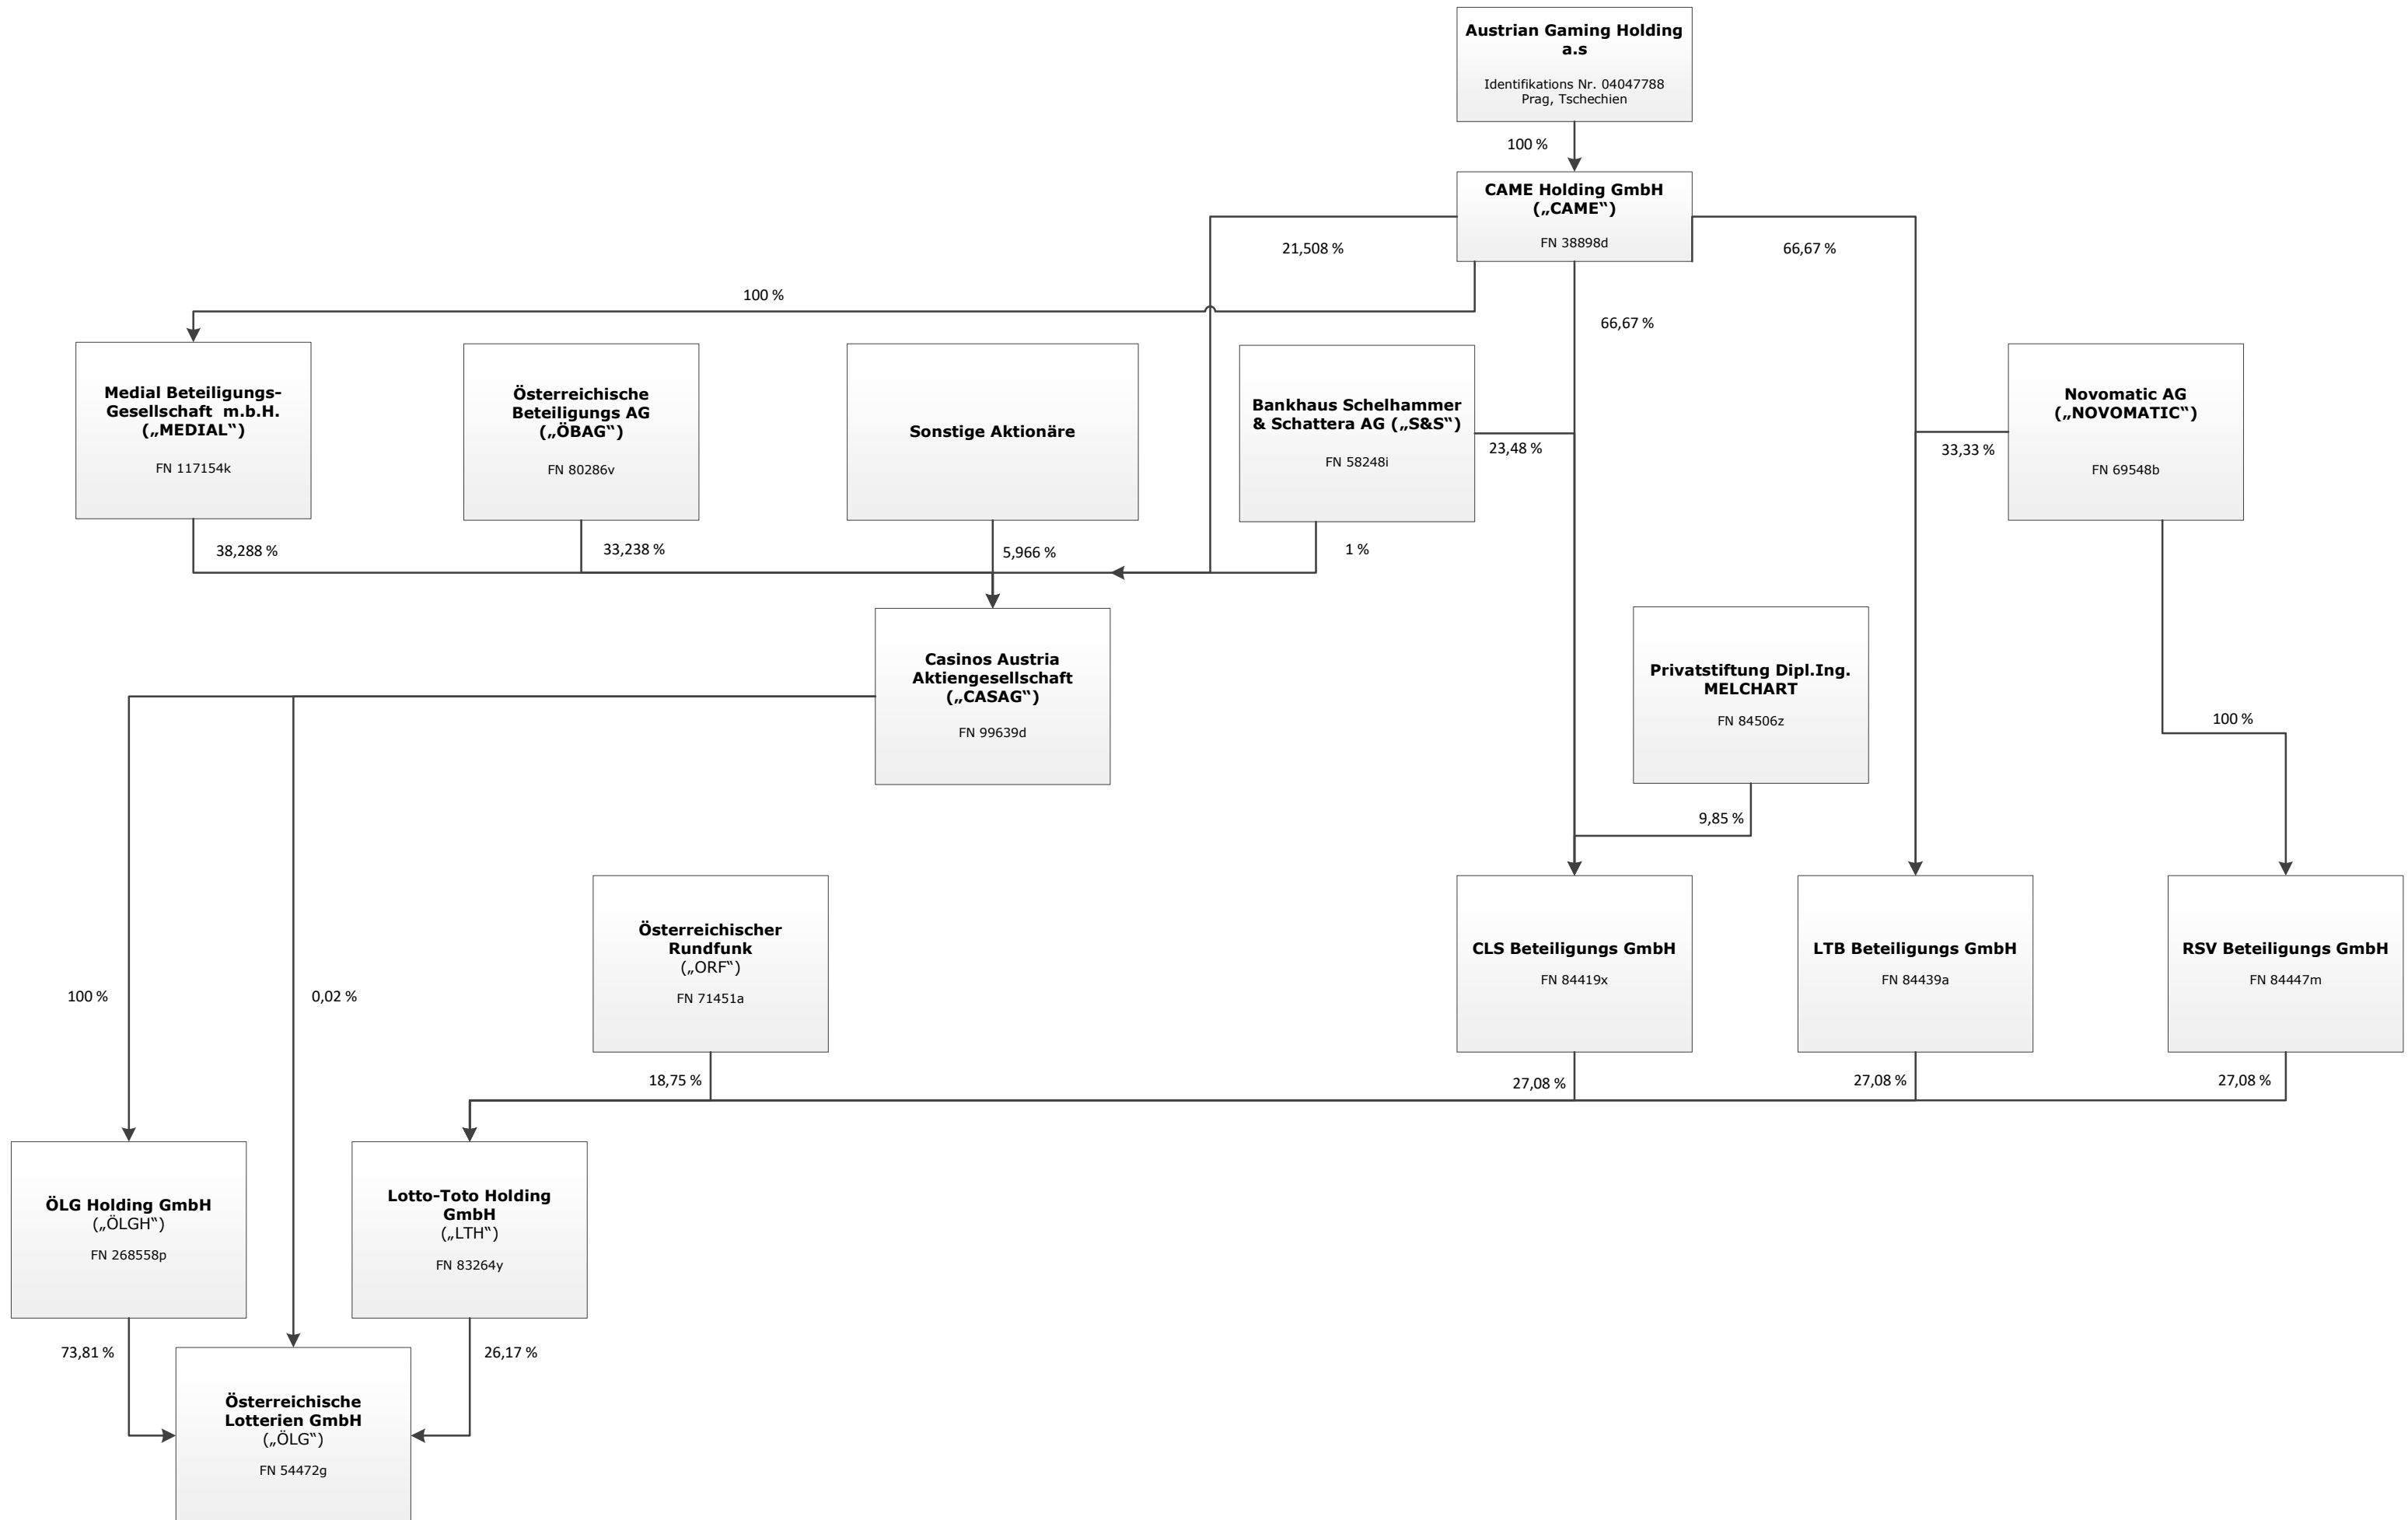 Austrian Gaming Holding
a.s
Identifikations Nr. 04047788
Prag, Tschechien
100 %
CAME Holding GmbH
(„CAME“)
FN 38898d
21,508 %
66,67 %
100 %
66,67 %
Medial Beteiligungs-
Gesellschaft m.b.H.
(„MEDIAL“)
FN 117154k
Österreichische
Beteiligungs AG
(„ÖBAG“)
FN 80286v
Sonstige Aktionäre
Bankhaus Schelhammer
& Schattera AG („S&S“)
FN 58248i
Novomatic AG
(„NOVOMATIC“)
FN 69548b
23,48 %
33,33 %
38,288 %
33,238 %
5,966 %
1 %
Casinos Austria
Aktiengesellschaft
(„CASAG“)
FN 99639d
Privatstiftung Dipl.Ing.
MELCHART
FN 84506z
100 %
9,85 %
Österreichischer
Rundfunk
(„ORF“)
FN 71451a
CLS Beteiligungs GmbH
FN 84419x
LTB Beteiligungs GmbH
FN 84439a
RSV Beteiligungs GmbH
FN 84447m
100 %
0,02 %
18,75 %
27,08 %
27,08 %
27,08 %
ÖLG Holding GmbH
(„ÖLGH“)
FN 268558p
Lotto-Toto Holding
GmbH
(„LTH“)
FN 83264y
73,81 %
26,17 %
Österreichische
Lotterien GmbH
(„ÖLG“)
FN 54472g